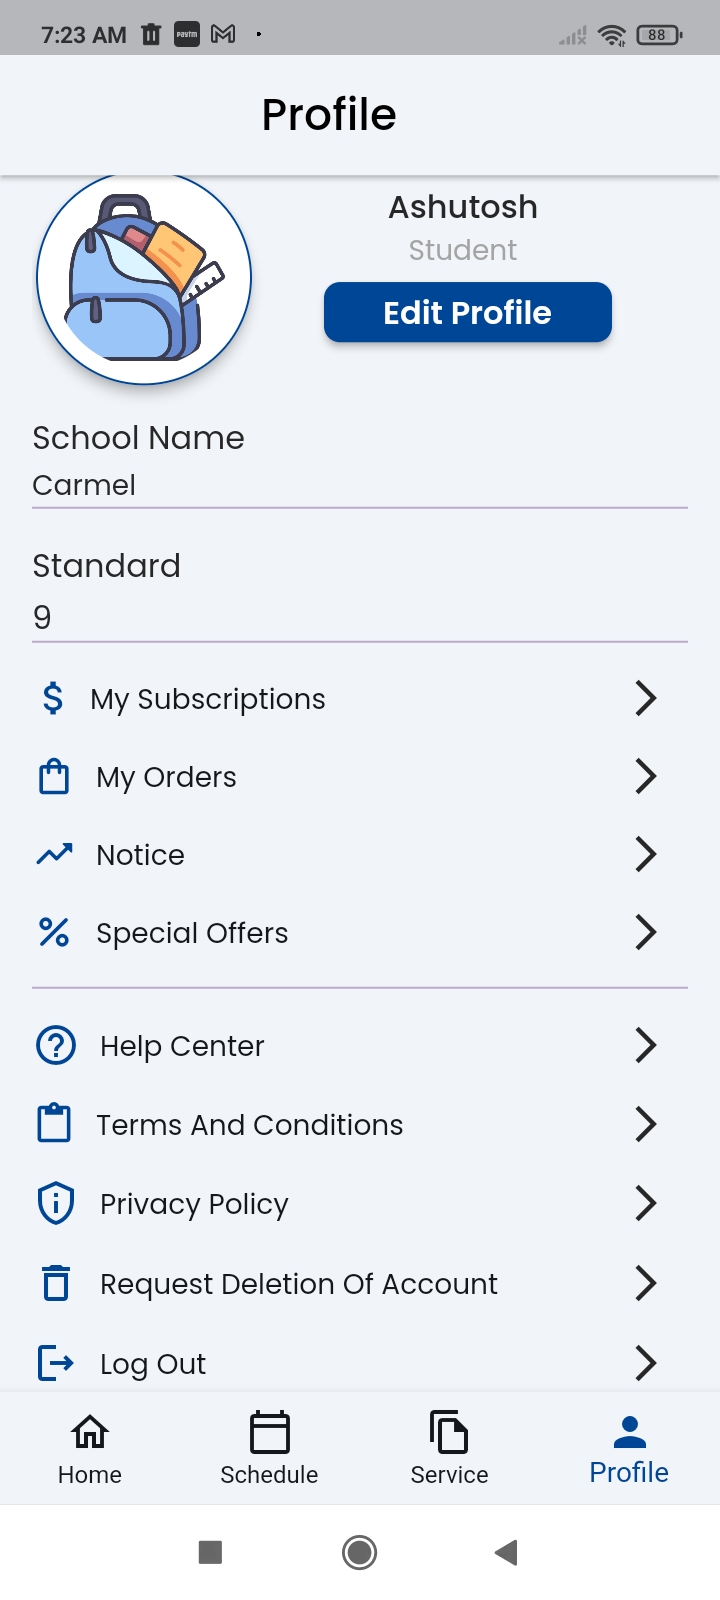 7:23 AM
paytm
88
Profile
Ashutosh
Student
Edit Profile
School Name
Carmel
Standard
9
My Subscriptions
My Orders
Notice
Special Offers
Help Center
Terms And Conditions
Privacy Policy
Request Deletion Of Account
Log Out
Home
Schedule
Service
Profile